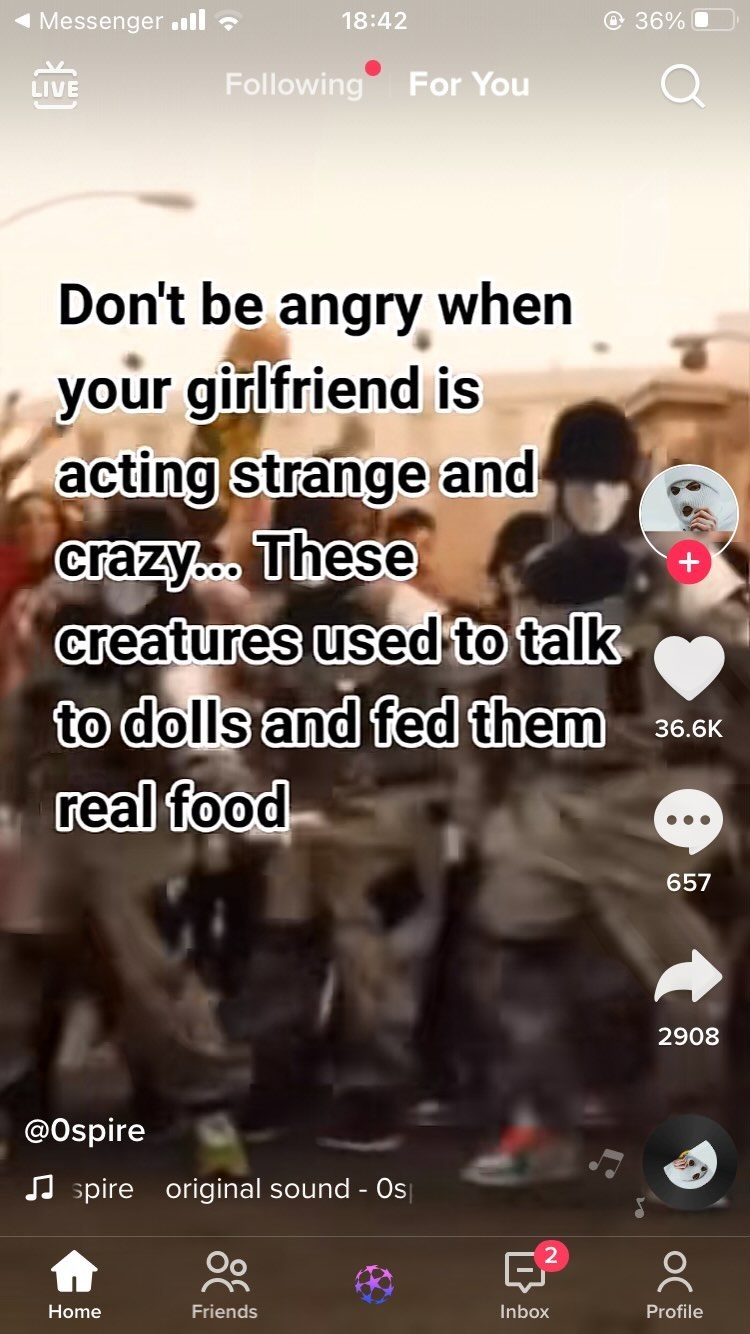 Messenger
18:42
36%
LIVE
Following
For You
Don't be angry when
your girlfriend is
acting strange and
crazy... These
creatures used to talk
to dolls and fed them
real food
36.6K
657
2908
@0spire
spire original sound - 0s
Home
Friends
2
Inbox
Profile